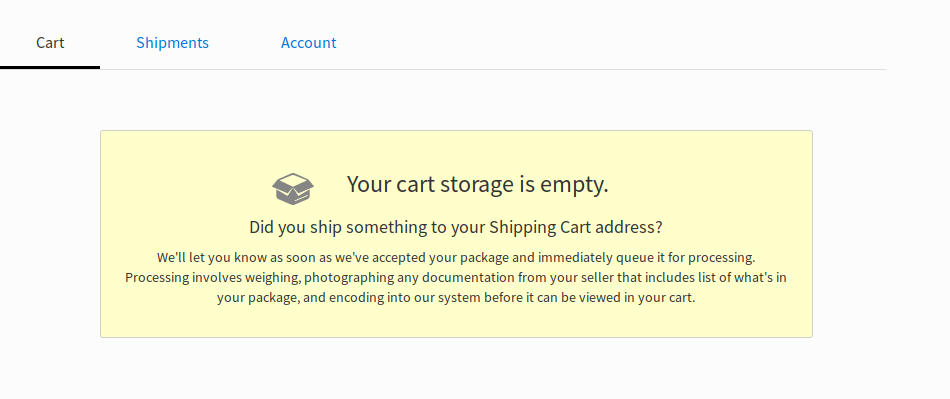 Cart Shipments Account
Your cart storage is empty.
Did you ship something to your Shipping Cart address?
We'll let you know as soon as we've accepted your package and immediately queue it for processing.
Processing involves weighing, photographing any documentation from your seller that includes list of what's in
your package, and encoding into our system before it can be viewed in your cart.